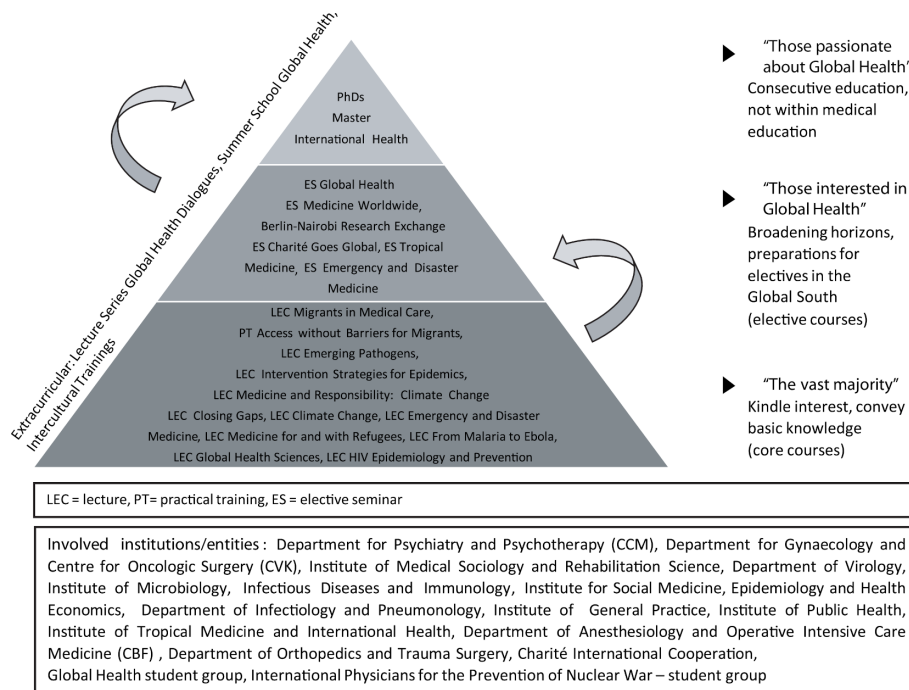 Extracurricular: Lecture Series Global Health Dialogues, Summer School Global Health,
Intercultural Trainings
PhDs
Master
International Health
ES Global Health
ES Medicine Worldwide,
Berlin-Nairobi Research Exchange
ES Charité Goes Global, ES Tropical
Medicine, ES Emergency and Disaster
Medicine
LEC Migrants in Medical Care,
PT Access without Barriers for Migrants,
LEC Emerging Pathogens,
LEC Intervention Strategies for Epidemics,
LEC Medicine and Responsibility: Climate Change
LEC Closing Gaps, LEC Climate Change, LEC Emergency and Disaster
Medicine, LEC Medicine for and with Refugees, LEC From Malaria to Ebola,
LEC Global Health Sciences, LEC HIV Epidemiology and Prevention
"Those passionate
about Global Health"
Consecutive education,
not within medical
education
"Those interested in
Global Health"
Broadening horizons,
preparations for
electives in the
Global South
(elective courses)
"The vast majority"
Kindle interest, convey
basic knowledge
(core courses)
LEC = lecture, PT= practical training, ES = elective seminar
Involved institutions/entities : Department for Psychiatry and Psychotherapy (CCM), Department for Gynaecology and
Centre for Oncologic Surgery (CVK), Institute of Medical Sociology and Rehabilitation Science, Department of Virology,
Institute of Microbiology, Infectious Diseases and Immunology, Institute for Social Medicine, Epidemiology and Health
Economics, Department of Infectiology and Pneumonology, Institute of General Practice, Institute of Public Health,
Institute of Tropical Medicine and International Health, Department of Anesthesiology and Operative Intensive Care
Medicine (CBF) , Department of Orthopedics and Trauma Surgery, Charité International Cooperation,
Global Health student group, International Physicians for the Prevention of Nuclear War – student group